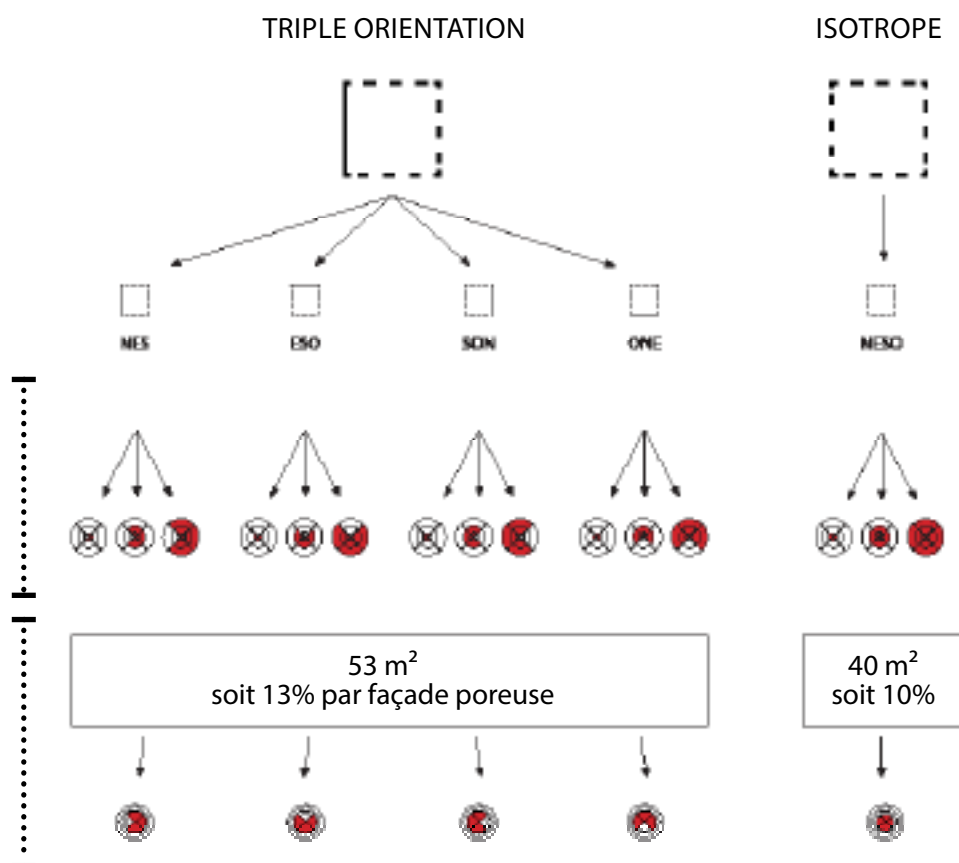 TRIPLE ORIENTATION
ISOTROPE
NES
ESO
SON
ONE
NESO
53 m²
soit 13% par façade poreuse
40 m²
soit 10%